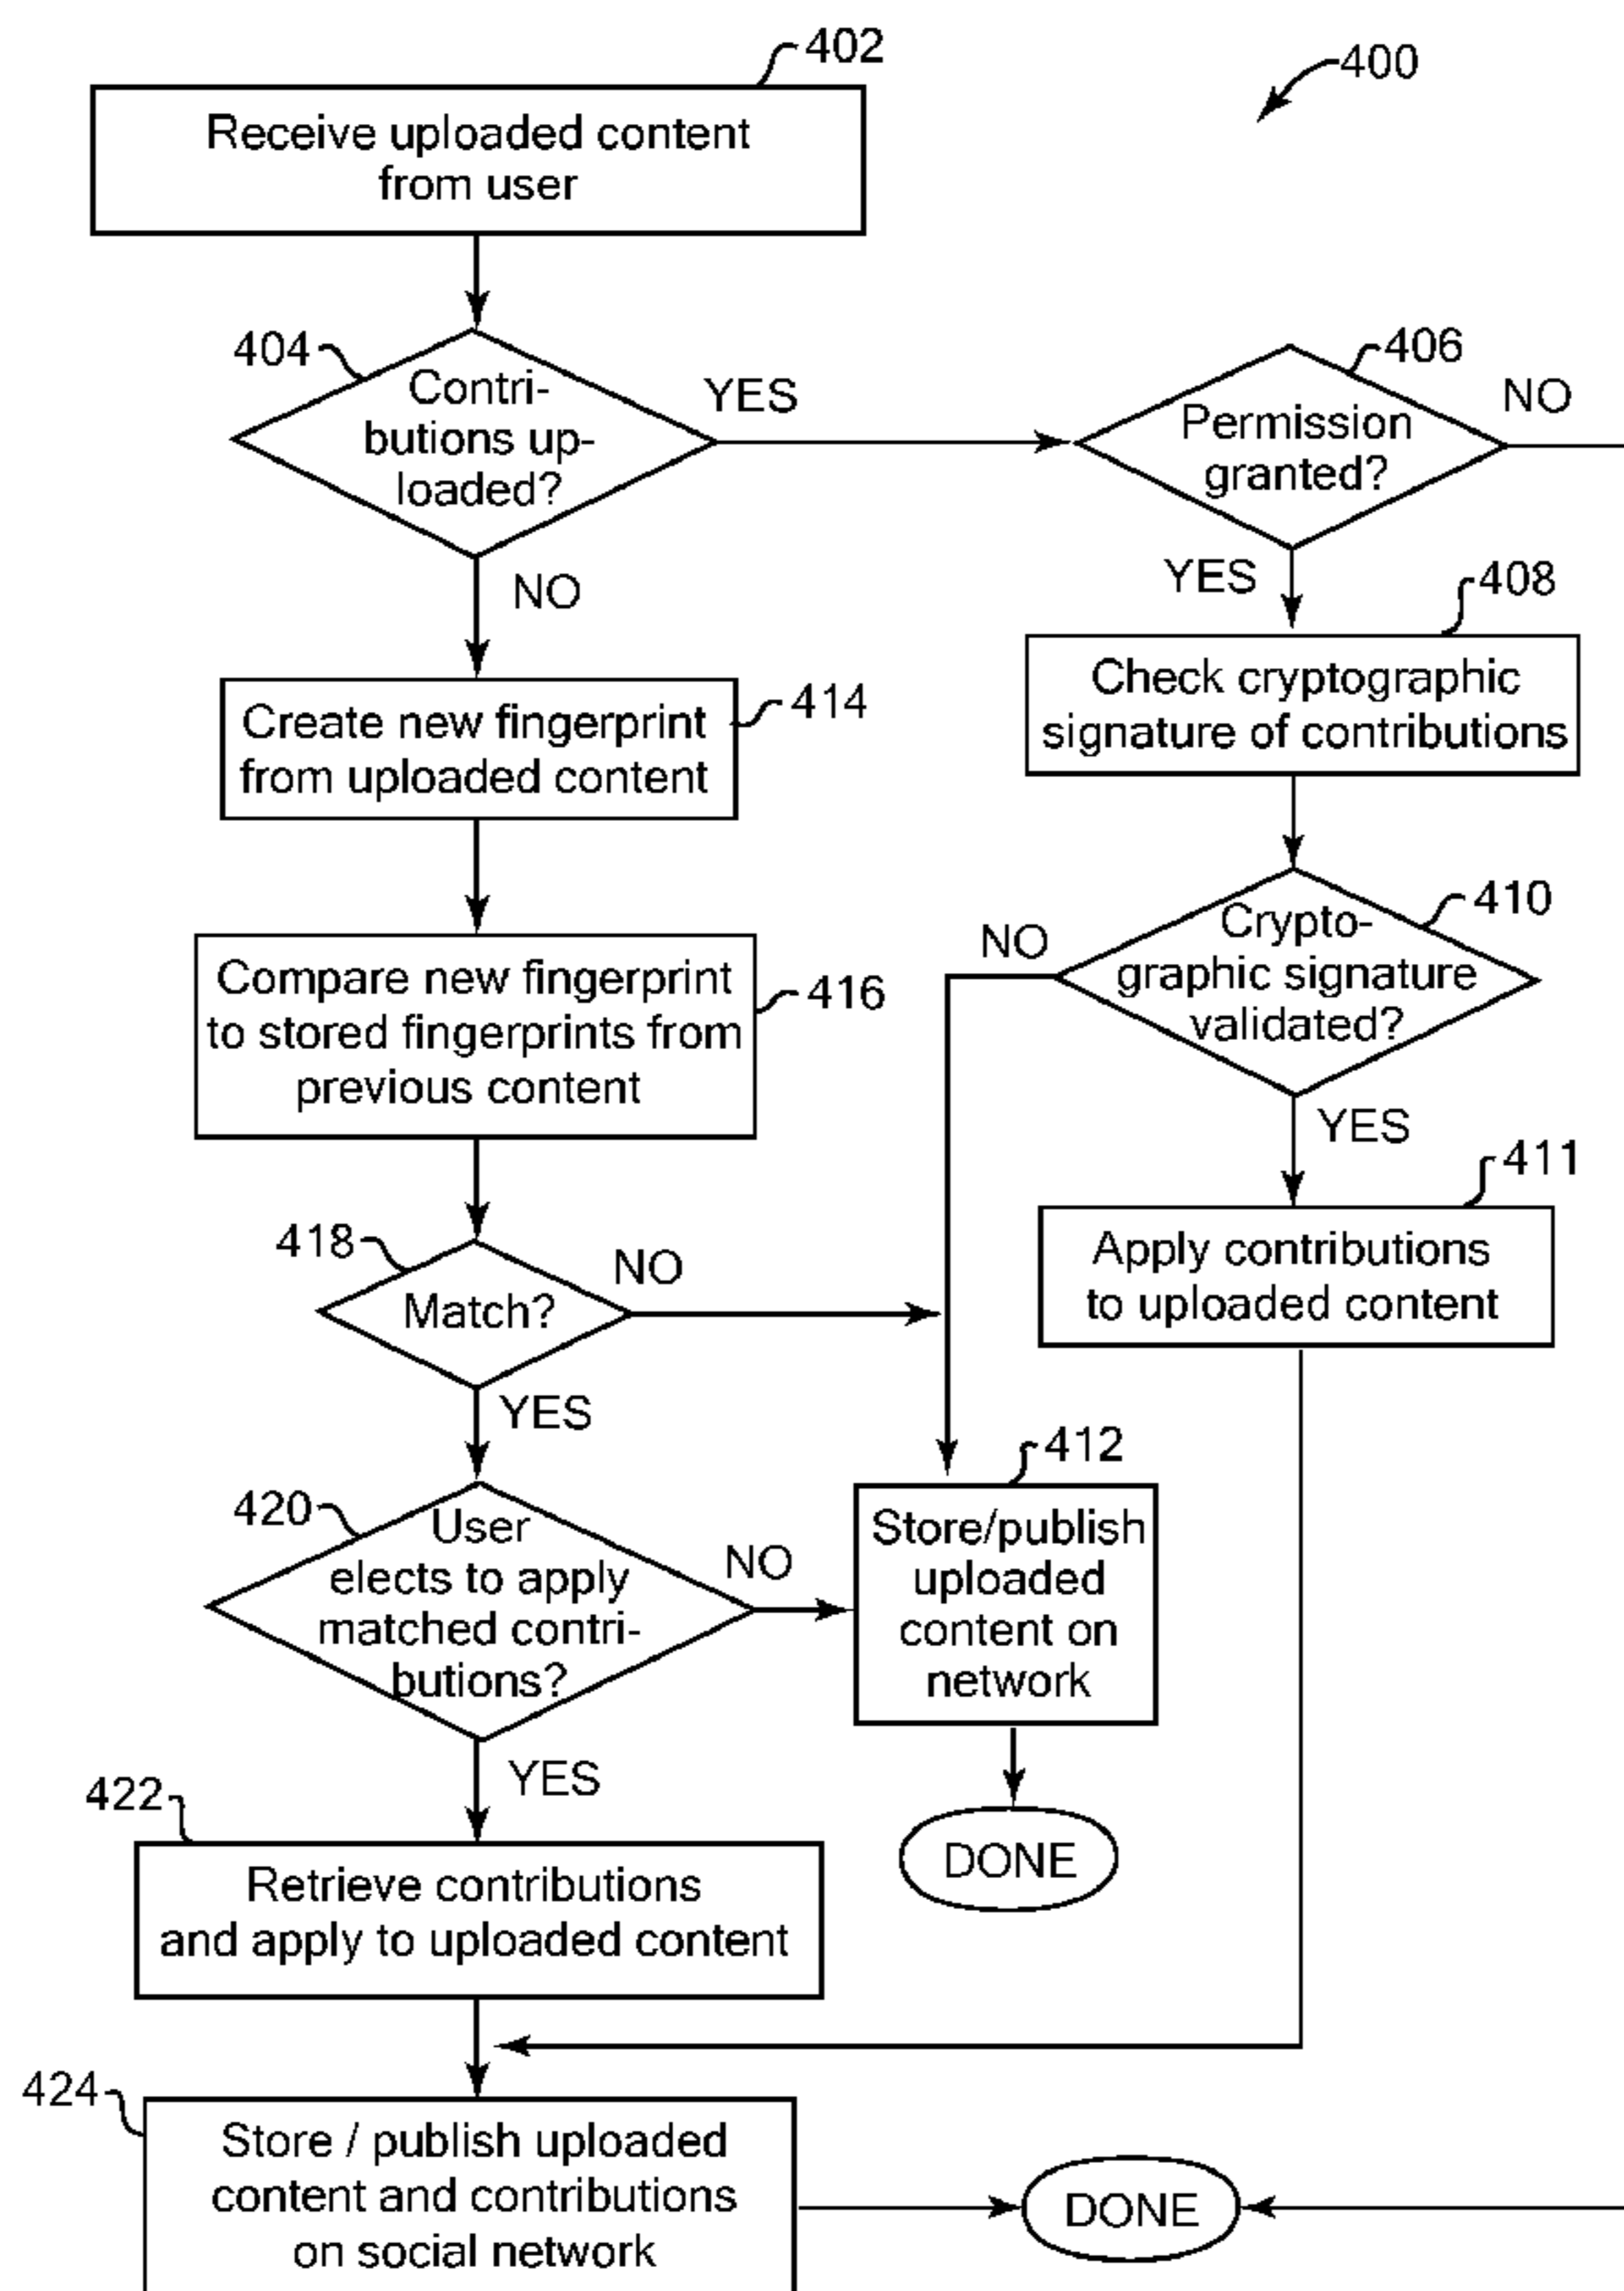 402
400
Receive uploaded content
from user
404
Contri-
butions up-
loaded?
YES
406
Permission
granted?
NO
NO
YES
408
Check cryptographic
signature of contributions
414
Create new fingerprint
from uploaded content
410
Crypto-
graphic signature
validated?
NO
YES
416
Compare new fingerprint
to stored fingerprints from
previous content
411
Apply contributions
to uploaded content
418
Match?
NO
YES
412
Store/publish
uploaded
content on
network
420
User
elects to apply
matched contri-
butions?
NO
YES
DONE
422
Retrieve contributions
and apply to uploaded content
424
Store / publish uploaded
content and contributions
on social network
DONE